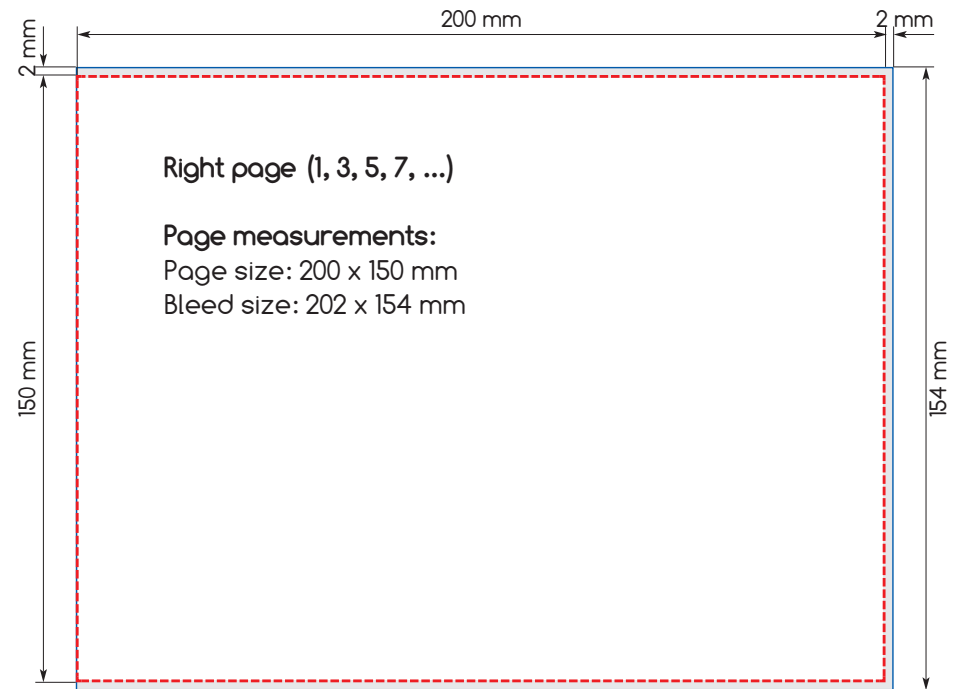 200 mm
2 mm
2 mm
Right page (1, 3, 5, 7, ...)
Page measurements:
Page size: 200 x 150 mm
Bleed size: 202 x 154 mm
150 mm
154 mm